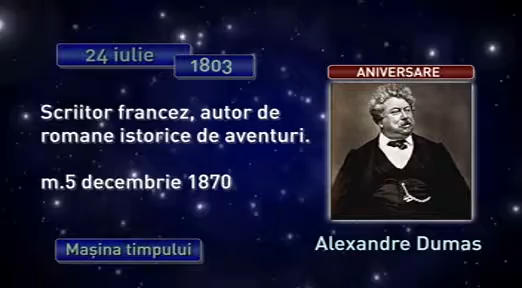 24 iulie
1803
ANIVERSARE
Scriitor francez, autor de
romane istorice de aventuri.
m.5 decembrie 1870
Alexandre Dumas
Mașina timpului